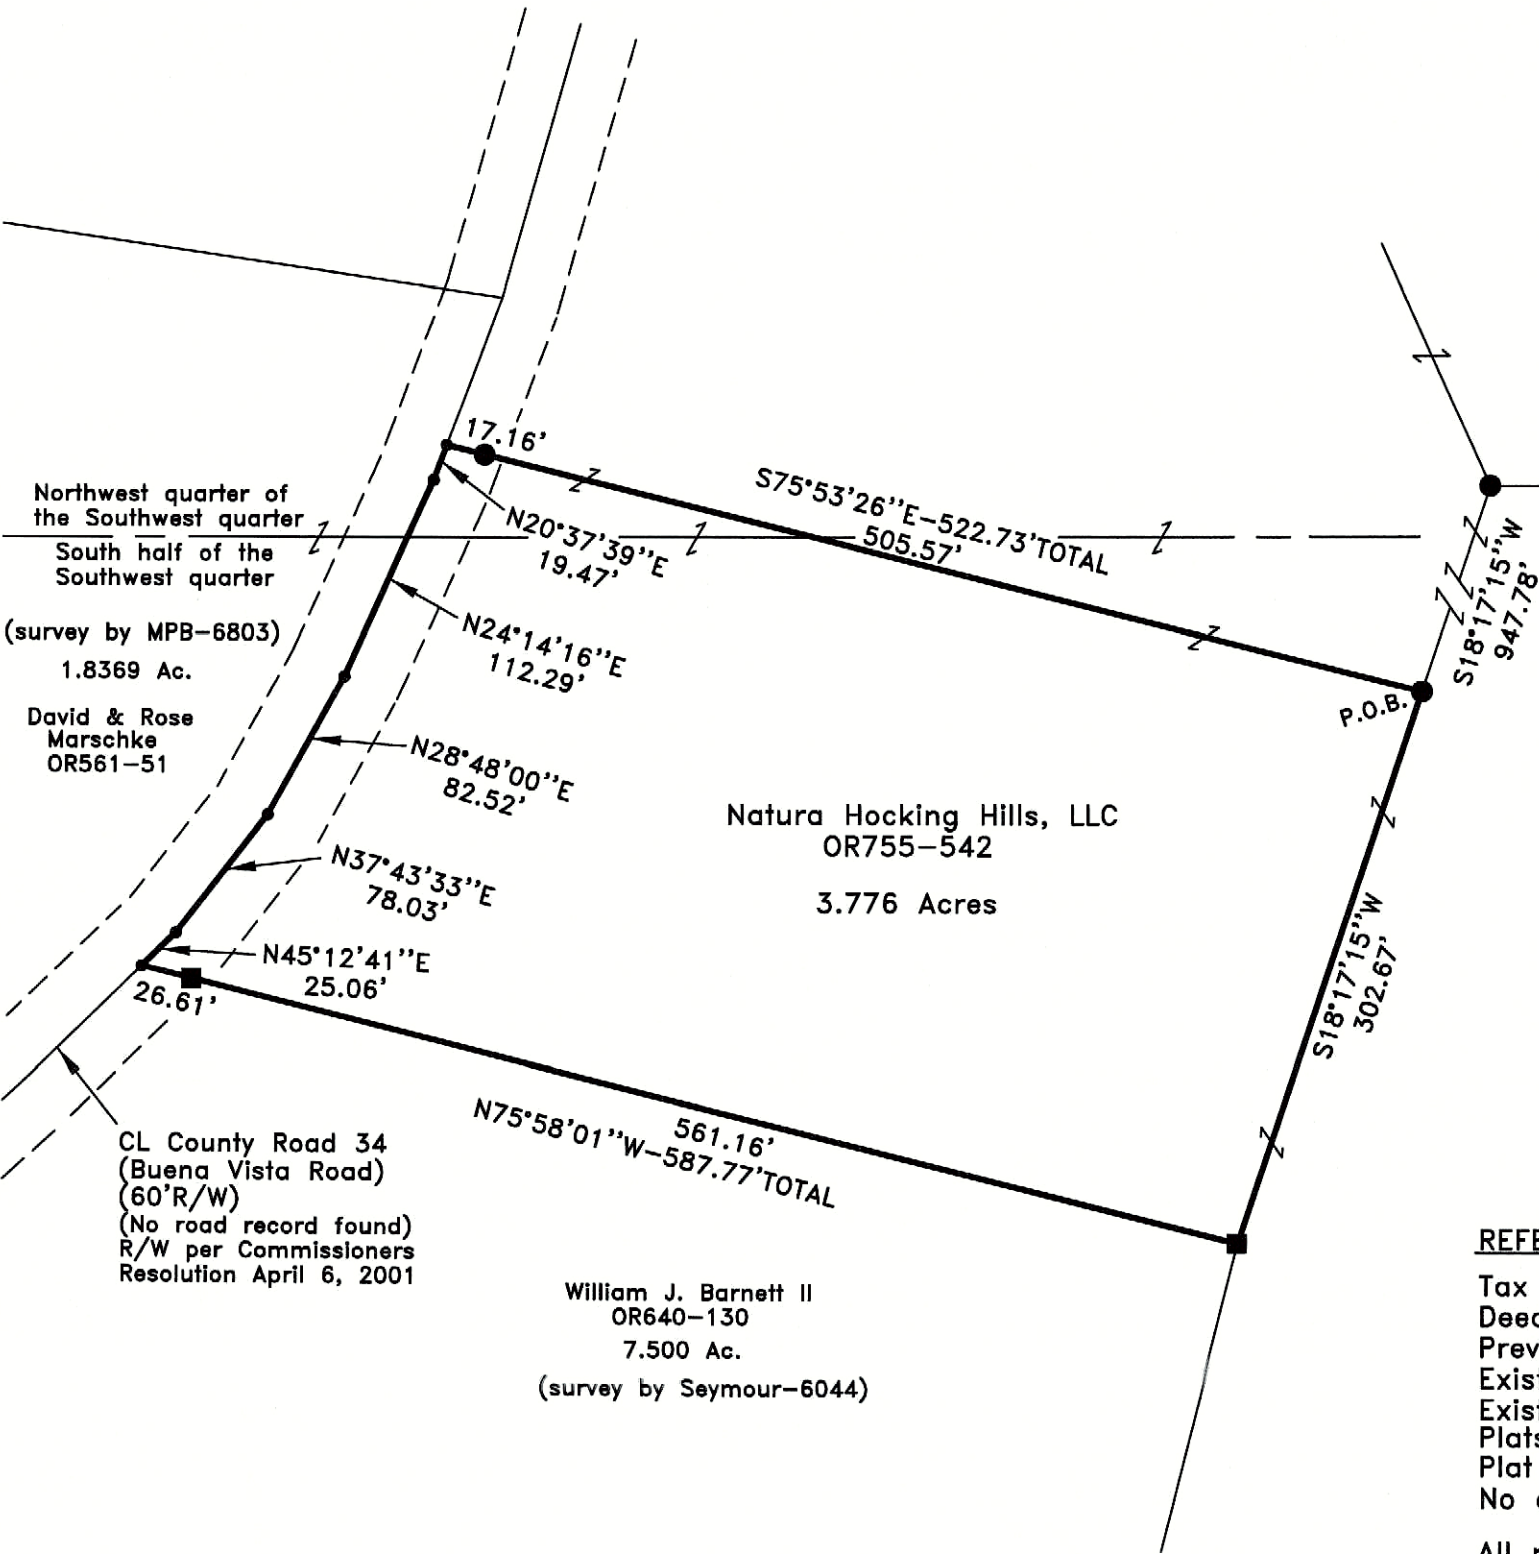 17.16'
S75°53'26''E-522.73'TOTAL
505.57'
Northwest quarter of
the Southwest quarter
South half of the
Southwest quarter
(survey by MPB-6803)
1.8369 Ac.
David & Rose
Marschke
OR561-51
N20°37'39''E
19.47'
N24°14'16''E
112.29'
N28°48'00''E
82.52'
N37°43'33''E
78.03'
N45°12'41''E
25.06'
26.61'
S18°17'15''W
947.78'
P.O.B.
Natura Hocking Hills, LLC
OR755-542
3.776 Acres
S18°17'15''W
302.67'
561.16'
N75°58'01''W-587.77'TOTAL
CL County Road 34
(Buena Vista Road)
(60'R/W)
(No road record found)
R/W per Commissioners
Resolution April 6, 2001
William J. Barnett II
OR640-130
7.500 Ac.
(survey by Seymour-6044)
Tax
Plat
No